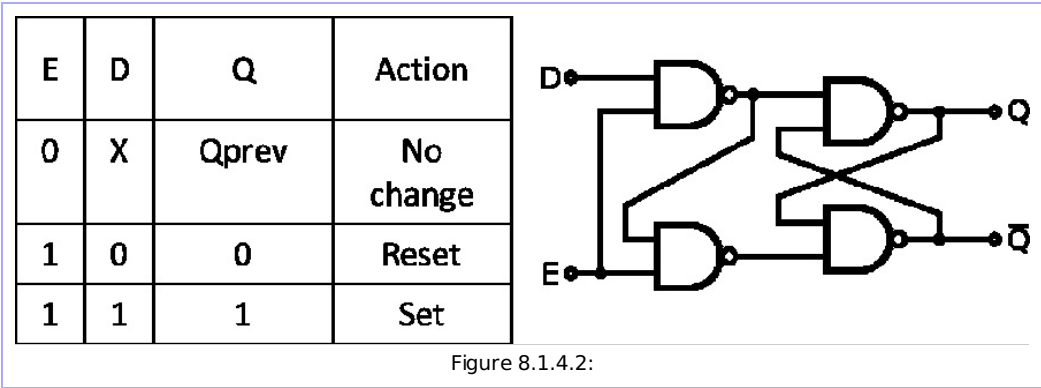 E D Q Action
0 X Qprev No
change
1 0 0 Reset
1 1 1 Set
D
Q
E
Q̅
Figure 8.1.4.2: